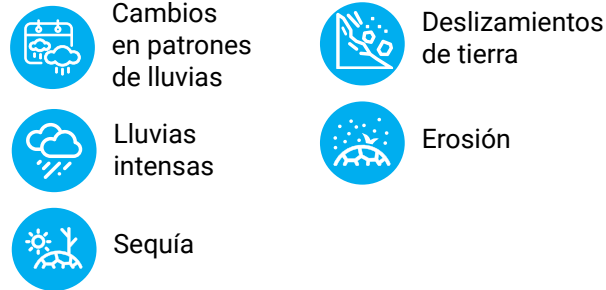 Cambios
en patrones
de lluvias
Lluvias
intensas
Sequía
Deslizamientos
de tierra
Erosión